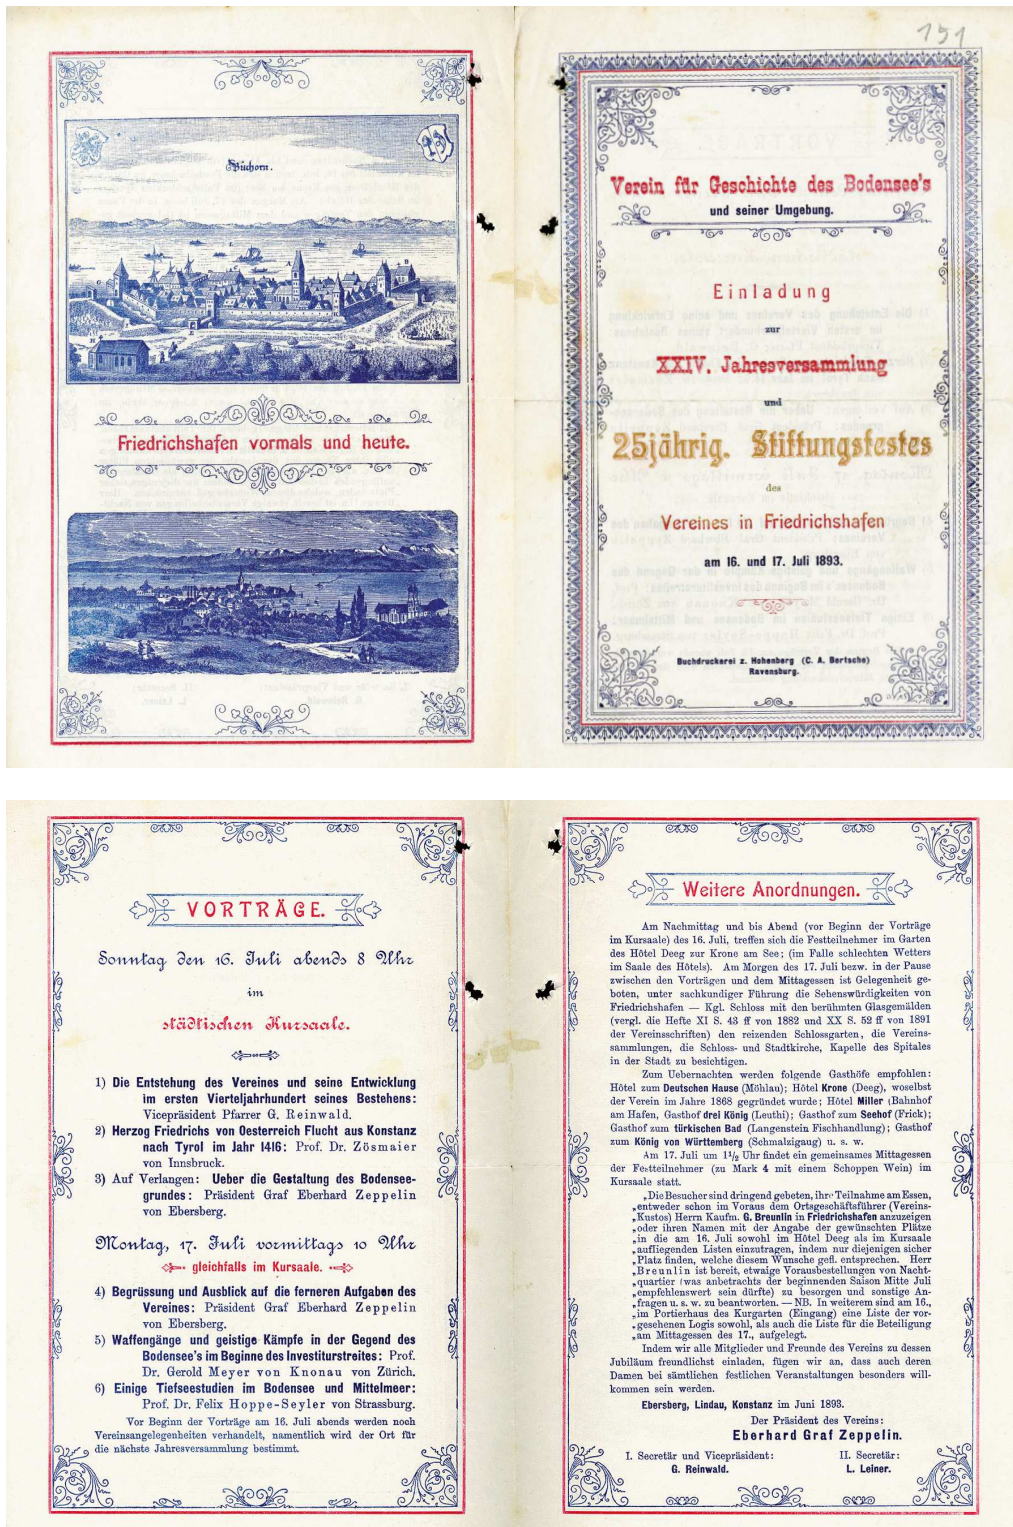 151
Buchorn.
Friedrichshafen vormals und heute.
Verein für Geschichte des Bodensee's
und seiner Umgebung.
Einladung
zur
XXIV. Jahresversammlung
und
25jährig. Stiftungsfestes
des
Vereines in Friedrichshafen
am 16. und 17. Juli 1893.
Buchdruckerei z. Hohenberg (C. A. Bertsche)
Ravensburg.
VORTRÄGE.
Sonntag den 16. Juli abends 8 Uhr
im
städtischen Kursaale.
1) Die Entstehung des Vereines und seine Entwicklung
im ersten Vierteljahrhundert seines Bestehens:
Vicepräsident Pfarrer G. Reinwald.
2) Herzog Friedrichs von Oesterreich Flucht aus Konstanz
nach Tyrol im Jahr 1416: Prof. Dr. Zösmaier
von Innsbruck.
3) Auf Verlangen: Ueber die Gestaltung des Bodensee-
grundes: Präsident Graf Eberhard Zeppelin
von Ebersberg.
Montag, 17. Juli vormittags 10 Uhr
gleichfalls im Kursaale.
4) Begrüssung und Ausblick auf die ferneren Aufgaben des
Vereines: Präsident Graf Eberhard Zeppelin
von Ebersberg.
5) Waffengänge und geistige Kämpfe in der Gegend des
Bodensee's im Beginne des Investiturstreites: Prof.
Dr. Gerold Meyer von Knonau von Zürich.
6) Einige Tiefseestudien im Bodensee und Mittelmeer:
Prof. Dr. Felix Hoppe-Seyler von Strassburg.
Vor Beginn der Vorträge am 16. Juli abends werden noch
Vereinsangelegenheiten verhandelt, namentlich wird der Ort für
die nächste Jahresversammlung bestimmt.
Weitere Anordnungen.
Am Nachmittag und bis Abend (vor Beginn der Vorträge
im Kursaale) des 16. Juli, treffen sich die Festteilnehmer im Garten
des Hôtel Deeg zur Krone am See; (im Falle schlechten Wetters
im Saale des Hôtels). Am Morgen des 17. Juli bezw. in der Pause
zwischen den Vorträgen und dem Mittagessen ist Gelegenheit ge-
boten, unter sachkundiger Führung die Sehenswürdigkeiten von
Friedrichshafen — Kgl. Schloss mit den berühmten Glasgemälden
(vergl. die Hefte XI S. 43 ff von 1882 und XX S. 52 ff von 1891
der Vereinsschriften) den reizenden Schlossgarten, die Vereins-
sammlungen, die Schloss- und Stadtkirche, Kapelle des Spitales
in der Stadt zu besichtigen.
Zum Uebernachten werden folgende Gasthöfe empfohlen:
Hôtel zum Deutschen Hause (Möhlau); Hôtel Krone (Deeg), woselbst
der Verein im Jahre 1868 gegründet wurde; Hôtel Miller (Bahnhof
am Hafen, Gasthof drei König (Leuthi); Gasthof zum Seehof (Frick);
Gasthof zum türkischen Bad (Langenstein Fischhandlung); Gasthof
zum König von Württemberg (Schmalzigaug) u. s. w.
Am 17. Juli um 1½ Uhr findet ein gemeinsames Mittagessen
der Festteilnehmer (zu Mark 4 mit einem Schoppen Wein) im
Kursaale statt.
„Die Besucher sind dringend gebeten, ihre Teilnahme am Essen,
„entweder schon im Voraus dem Ortsgeschäftsführer (Vereins-
„Kustos) Herrn Kaufm. G. Breunlin in Friedrichshafen anzuzeigen
„oder ihren Namen mit der Angabe der gewünschten Plätze
„in die am 16. Juli sowohl im Hôtel Deeg als im Kursaale
„aufliegenden Listen einzutragen, indem nur diejenigen sicher
„Platz finden, welche diesem Wunsche gefl. entsprechen. Herr
„Breunlin ist bereit, etwaige Vorausbestellungen von Nacht-
„quartier (was anbetrachts der beginnenden Saison Mitte Juli
„empfehlenswert sein dürfte) zu besorgen und sonstige An-
„fragen u. s. w. zu beantworten. — NB. In weiterem sind am 16.,
„im Portierhaus des Kurgarten (Eingang) eine Liste der vor-
„gesehenen Logis sowohl, als auch die Liste für die Beteiligung
„am Mittagessen des 17., aufgelegt.
Indem wir alle Mitglieder und Freunde des Vereins zu dessen
Jubiläum freundlichst einladen, fügen wir an, dass auch deren
Damen bei sämtlichen festlichen Veranstaltungen besonders will-
kommen sein werden.
Ebersberg, Lindau, Konstanz im Juni 1893.
Der Präsident des Vereins:
Eberhard Graf Zeppelin.
I. Secretär und Vicepräsident:
G. Reinwald.
II. Secretär:
L. Leiner.